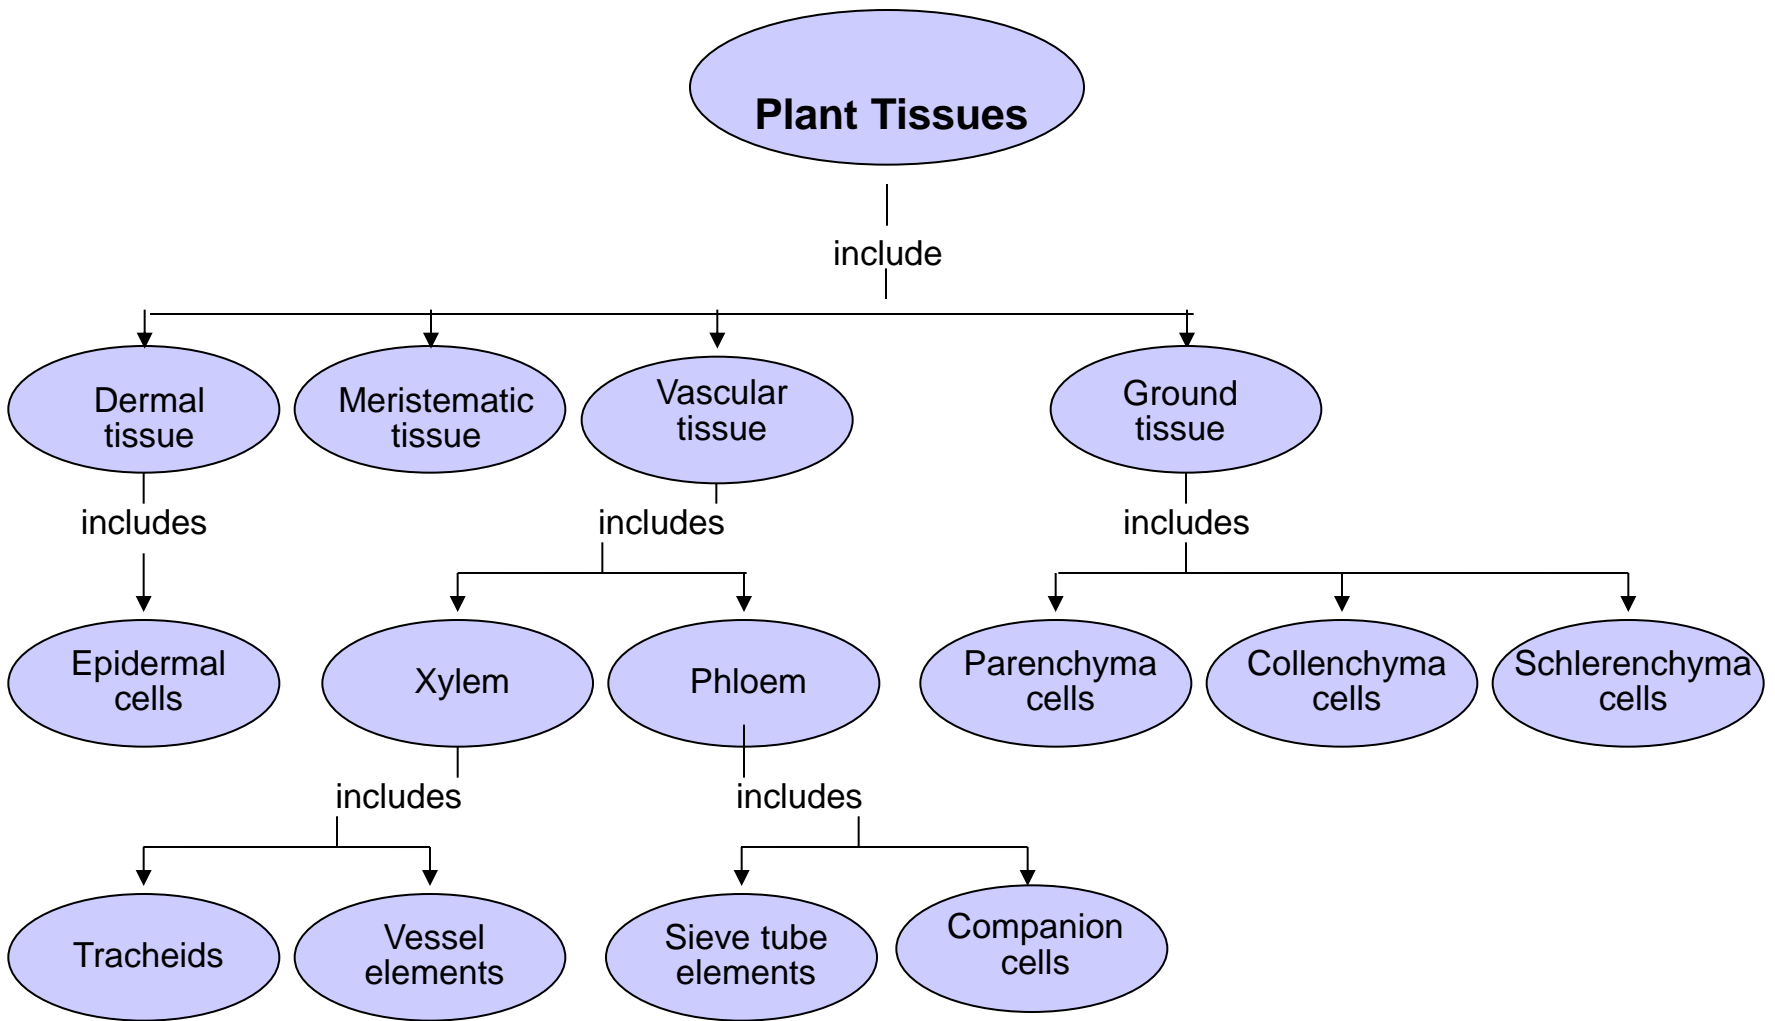 Plant Tissues
include
Dermal
tissue
Meristematic
tissue
Vascular
tissue
Ground
tissue
includes
includes
includes
Epidermal
cells
Xylem
Phloem
Parenchyma
cells
Collenchyma
cells
Schlerenchyma
cells
includes
includes
Tracheids
Vessel
elements
Sieve tube
elements
Companion
cells